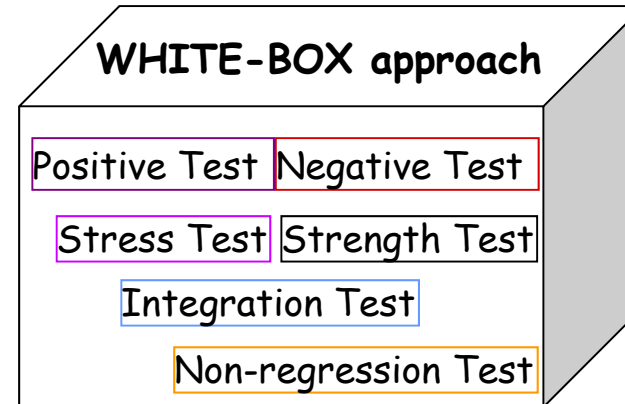 WHITE-BOX approach
Positive Test Negative Test
Stress Test Strength Test
Integration Test
Non-regression Test